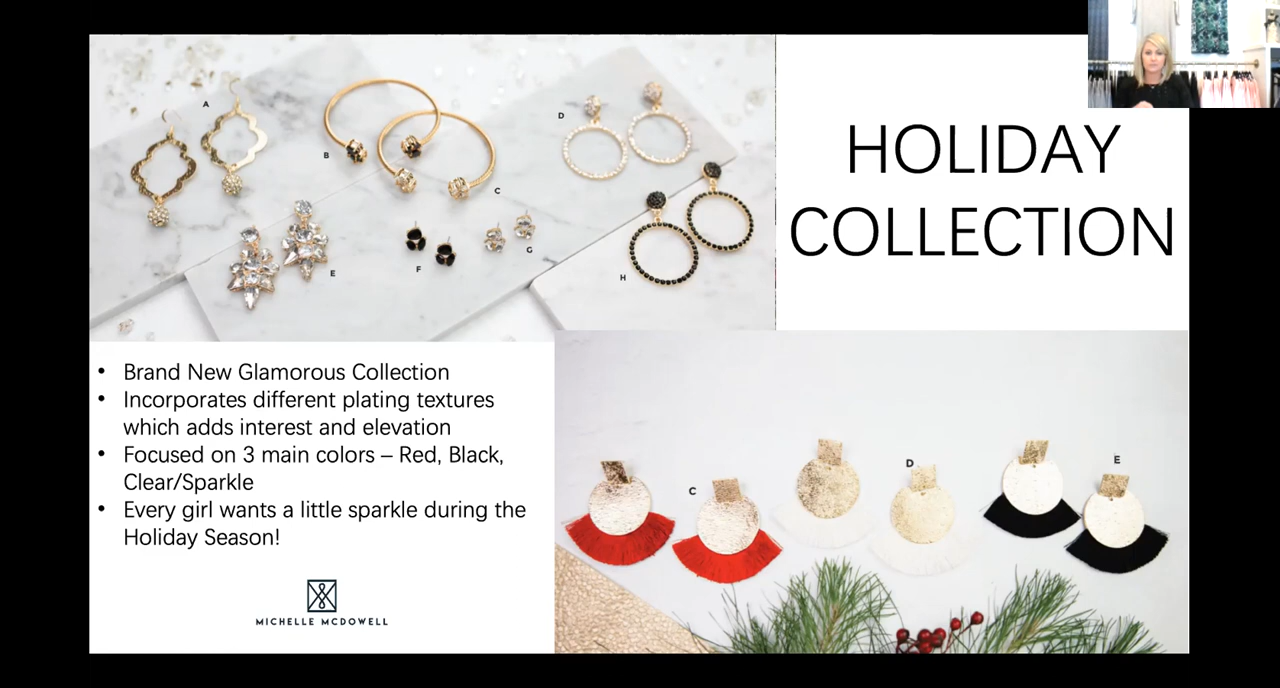 HOLIDAY
COLLECTION
A
B
C
D
E
F
G
H
• Brand New Glamorous Collection
• Incorporates different plating textures
which adds interest and elevation
• Focused on 3 main colors – Red, Black,
Clear/Sparkle
• Every girl wants a little sparkle during the
Holiday Season!
MICHELLE MCDOWELL
C
D
E